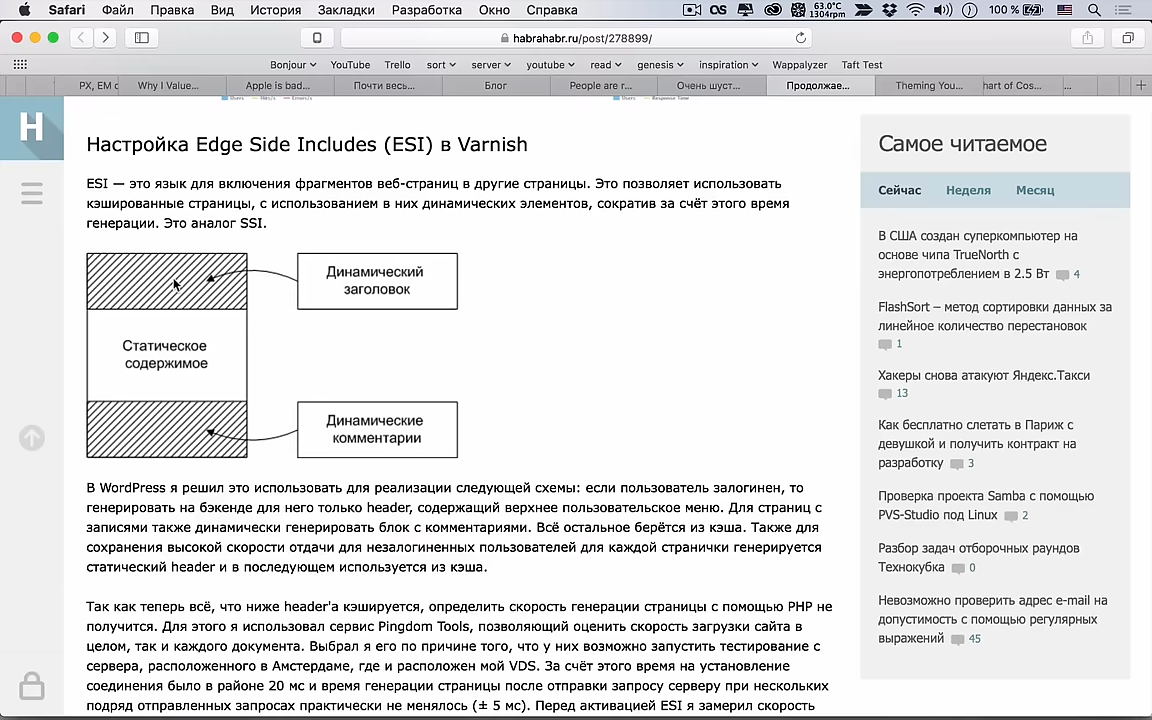 Safari Файл Правка Вид История Закладки Разработка Окно Справка
63.0°C
1304rpm
100 %
habrahabr.ru/post/278899/
Bonjour YouTube Trello sort server youtube read genesis inspiration Wappalyzer Taft Test
PX, EM Why I Value... Apple is bad... Почти весь... Блог People are r... Очень шуст... Продолжае... Theming You... hart of Cos... ...
H
Users Hits/s Errors/s Users Response Time
Настройка Edge Side Includes (ESI) в Varnish
ESI — это язык для включения фрагментов веб-страниц в другие страницы. Это позволяет использовать
кэшированные страницы, с использованием в них динамических элементов, сократив за счёт этого время
генерации. Это аналог SSI.
Динамический
заголовок
Статическое
содержимое
Динамические
комментарии
В WordPress я решил это использовать для реализации следующей схемы: если пользователь залогинен, то
генерировать на бэкенде для него только header, содержащий верхнее пользовательское меню. Для страниц с
записями также динамически генерировать блок с комментариями. Всё остальное берётся из кэша. Также для
сохранения высокой скорости отдачи для незалогиненных пользователей для каждой странички генерируется
статический header и в последующем используется из кэша.
Так как теперь всё, что ниже header'а кэшируется, определить скорость генерации страницы с помощью PHP не
получится. Для этого я использовал сервис Pingdom Tools, позволяющий оценить скорость загрузки сайта в
целом, так и каждого документа. Выбрал я его по причине того, что у них возможно запустить тестирование с
сервера, расположенного в Амстердаме, где и расположен мой VDS. За счёт этого время на установление
соединения было в районе 20 мс и время генерации страницы после отправки запросу серверу при нескольких
подряд отправленных запросах практически не менялось (± 5 мс). Перед активацией ESI я замерил скорость
Самое читаемое
Сейчас Неделя Месяц
В США создан суперкомпьютер на
основе чипа TrueNorth с
энергопотреблением в 2.5 Вт 4
FlashSort – метод сортировки данных за
линейное количество перестановок
1
Хакеры снова атакуют Яндекс.Такси
13
Как бесплатно слетать в Париж с
девушкой и получить контракт на
разработку 3
Проверка проекта Samba с помощью
PVS-Studio под Linux 2
Разбор задач отборочных раундов
Технокубка 0
Невозможно проверить адрес e-mail на
допустимость с помощью регулярных
выражений 45